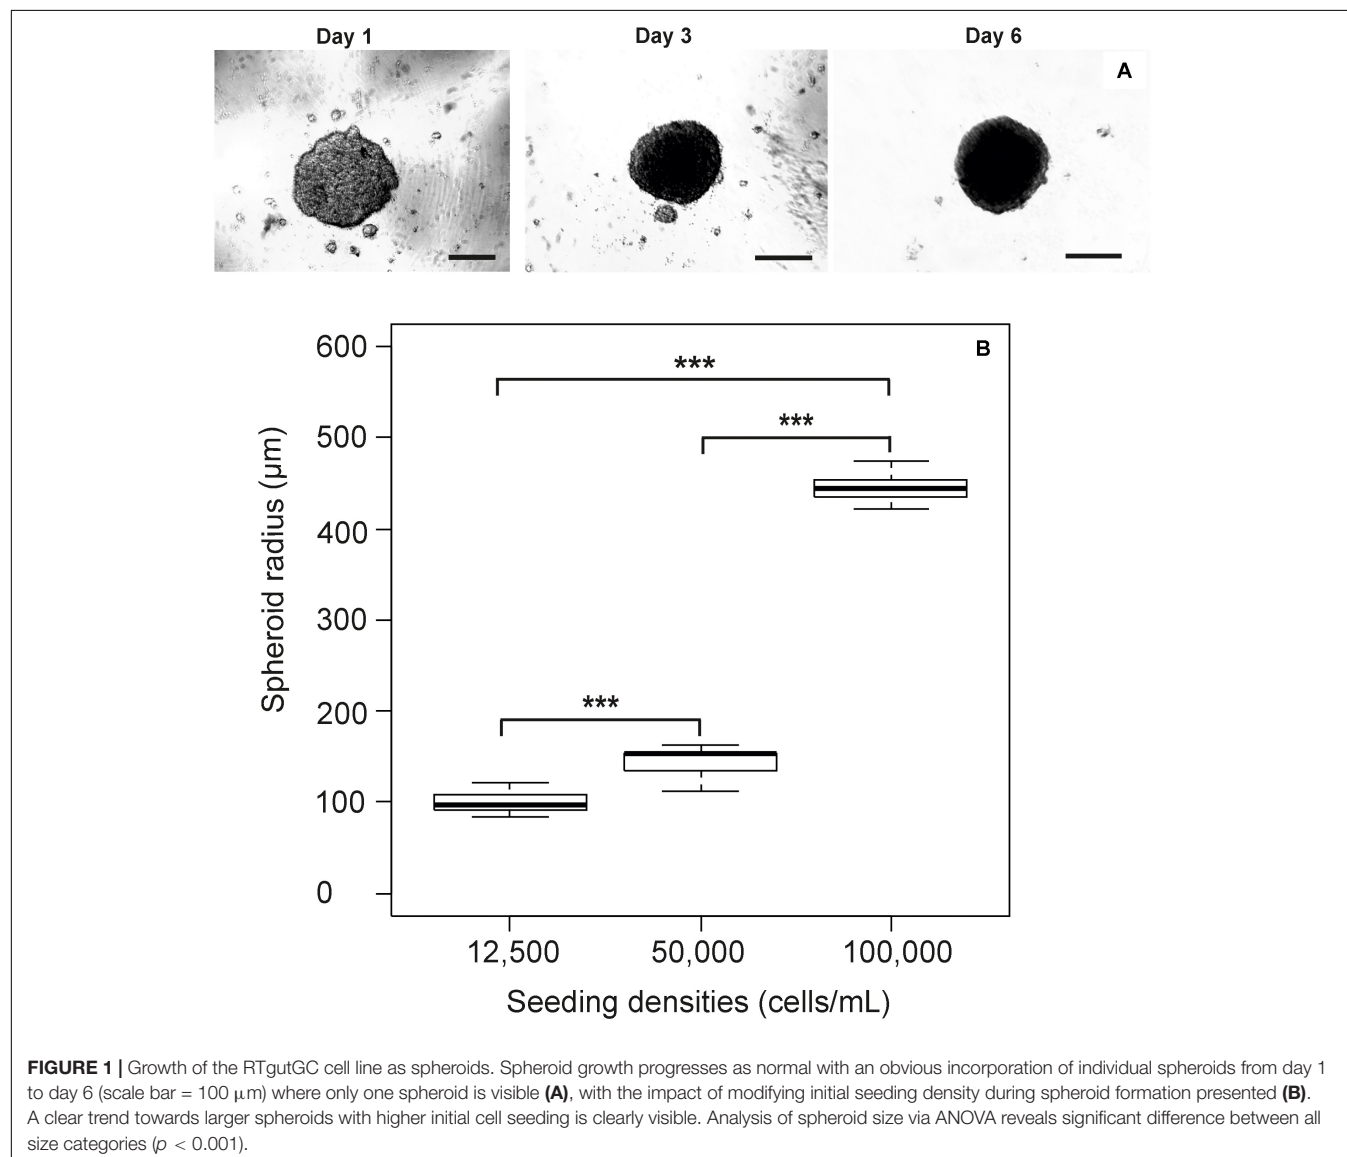 Day 1 Day 3 Day 6
A
B
***
***
***
600
500
400
300
200
100
0
Spheroid radius (µm)
12,500 50,000 100,000
Seeding densities (cells/mL)
FIGURE 1 | Growth of the RTgutGC cell line as spheroids. Spheroid growth progresses as normal with an obvious incorporation of individual spheroids from day 1
to day 6 (scale bar = 100 µm) where only one spheroid is visible (A), with the impact of modifying initial seeding density during spheroid formation presented (B).
A clear trend towards larger spheroids with higher initial cell seeding is clearly visible. Analysis of spheroid size via ANOVA reveals significant difference between all
size categories (p < 0.001).